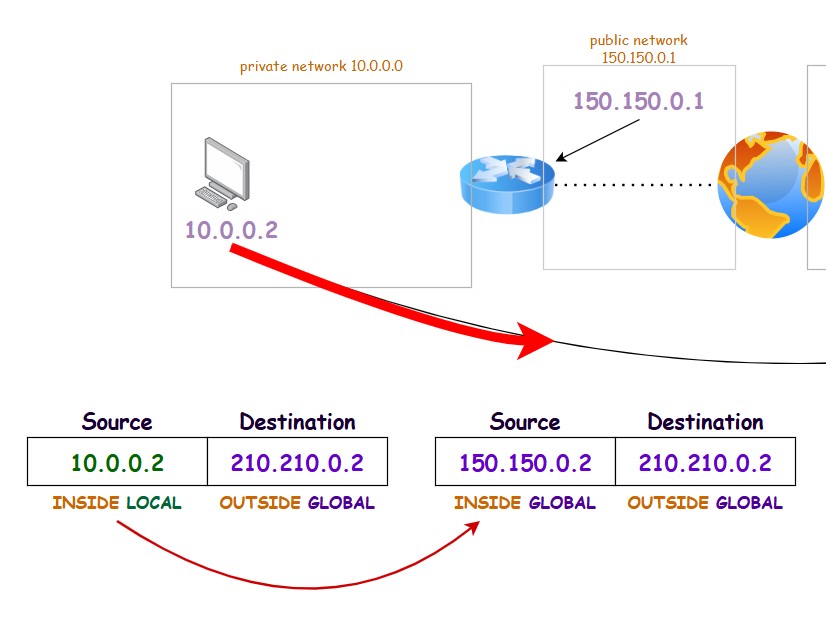 public network
150.150.0.1
private network 10.0.0.0
150.150.0.1
10.0.0.2
Source Destination
10.0.0.2 210.210.0.2
INSIDE LOCAL OUTSIDE GLOBAL
Source Destination
150.150.0.2 210.210.0.2
INSIDE GLOBAL OUTSIDE GLOBAL